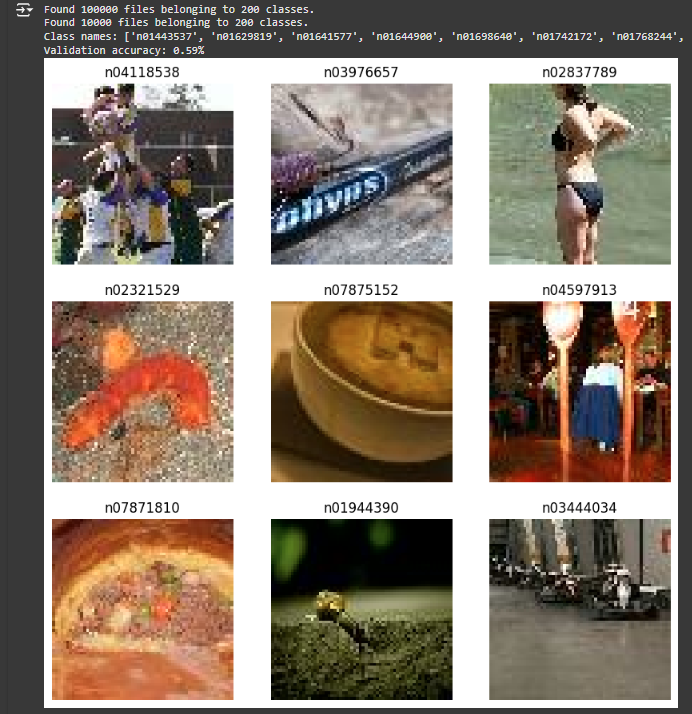 Found 100000 files belonging to 200 classes.
Found 10000 files belonging to 200 classes.
Class names: ['n01443537', 'n01629819', 'n01641577', 'n01644900', 'n01698640', 'n01742172', 'n01768244',
Validation accuracy: 0.59%
n04118538 n03976657 n02837789
n02321529 n07875152 n04597913
n07871810 n01944390 n03444034